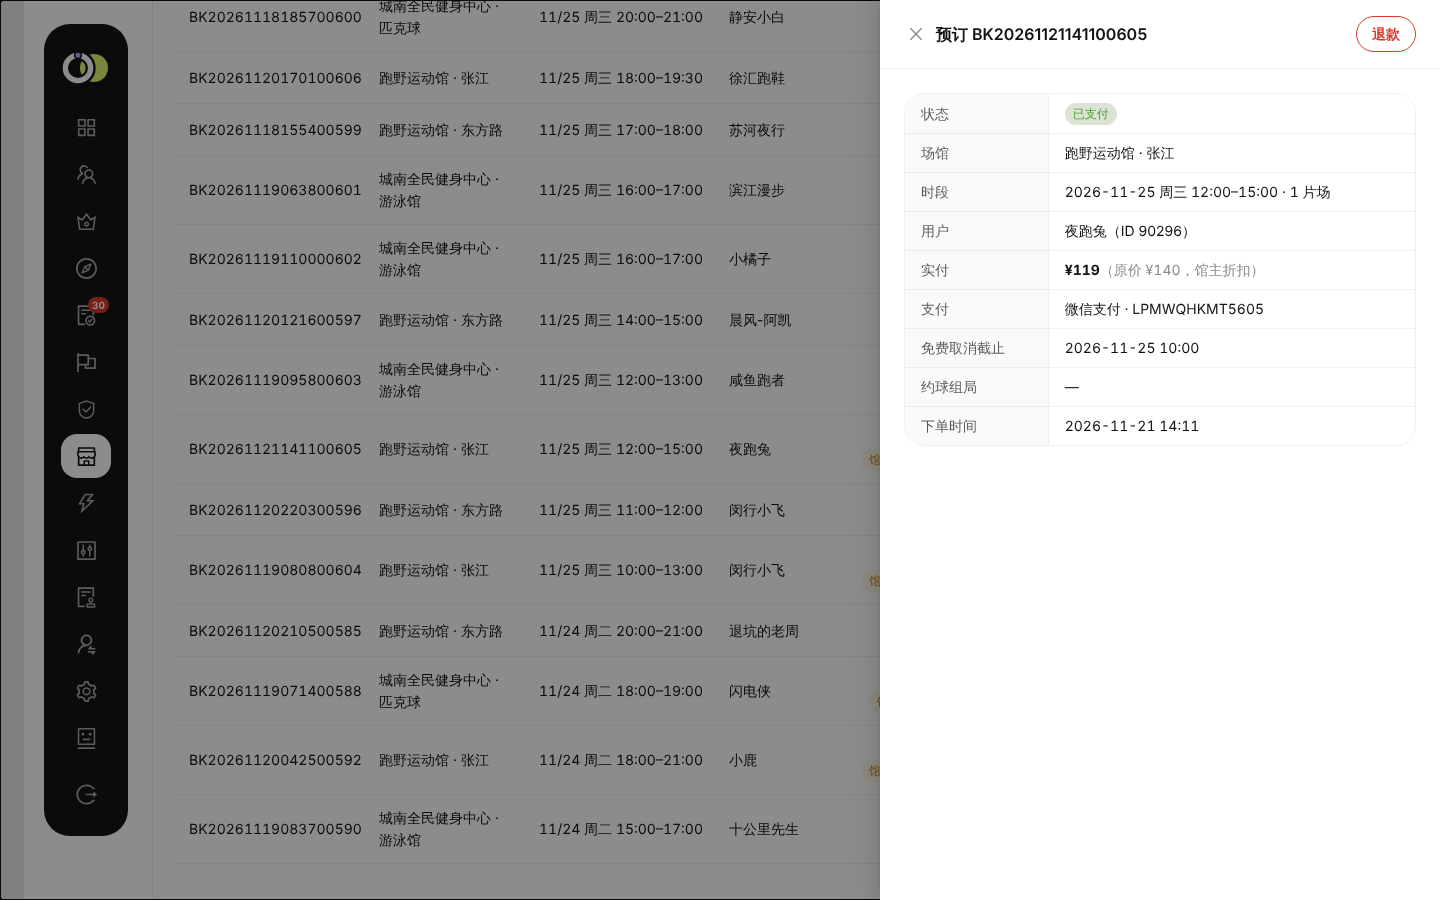 30
BK20261118185700600 城南全民健身中心 · 匹克球 11/25 周三 20:00–21:00 静安小白
BK20261120170100606 跑野运动馆 · 张江 11/25 周三 18:00–19:30 徐汇跑鞋
BK20261118155400599 跑野运动馆 · 东方路 11/25 周三 17:00–18:00 苏河夜行
BK20261119063800601 城南全民健身中心 · 游泳馆 11/25 周三 16:00–17:00 滨江漫步
BK20261119110000602 城南全民健身中心 · 游泳馆 11/25 周三 16:00–17:00 小橘子
BK20261120121600597 跑野运动馆 · 东方路 11/25 周三 14:00–15:00 晨风-阿凯
BK20261119095800603 城南全民健身中心 · 游泳馆 11/25 周三 12:00–13:00 咸鱼跑者
BK20261121141100605 跑野运动馆 · 张江 11/25 周三 12:00–15:00 夜跑兔
馆
BK20261120220300596 跑野运动馆 · 东方路 11/25 周三 11:00–12:00 闵行小飞
BK20261119080800604 跑野运动馆 · 张江 11/25 周三 10:00–13:00 闵行小飞
馆
BK20261120210500585 跑野运动馆 · 东方路 11/24 周二 20:00–21:00 退坑的老周
BK20261119071400588 城南全民健身中心 · 匹克球 11/24 周二 18:00–19:00 闪电侠
BK20261120042500592 跑野运动馆 · 张江 11/24 周二 18:00–21:00 小鹿
馆
BK20261119083700590 城南全民健身中心 · 游泳馆 11/24 周二 15:00–17:00 十公里先生
预订 BK20261121141100605 退款
状态 已支付
场馆 跑野运动馆 · 张江
时段 2026-11-25 周三 12:00–15:00 · 1 片场
用户 夜跑兔（ID 90296）
实付 ¥119（原价 ¥140，馆主折扣）
支付 微信支付 · LPMWQHKMT5605
免费取消截止 2026-11-25 10:00
约球组局 —
下单时间 2026-11-21 14:11